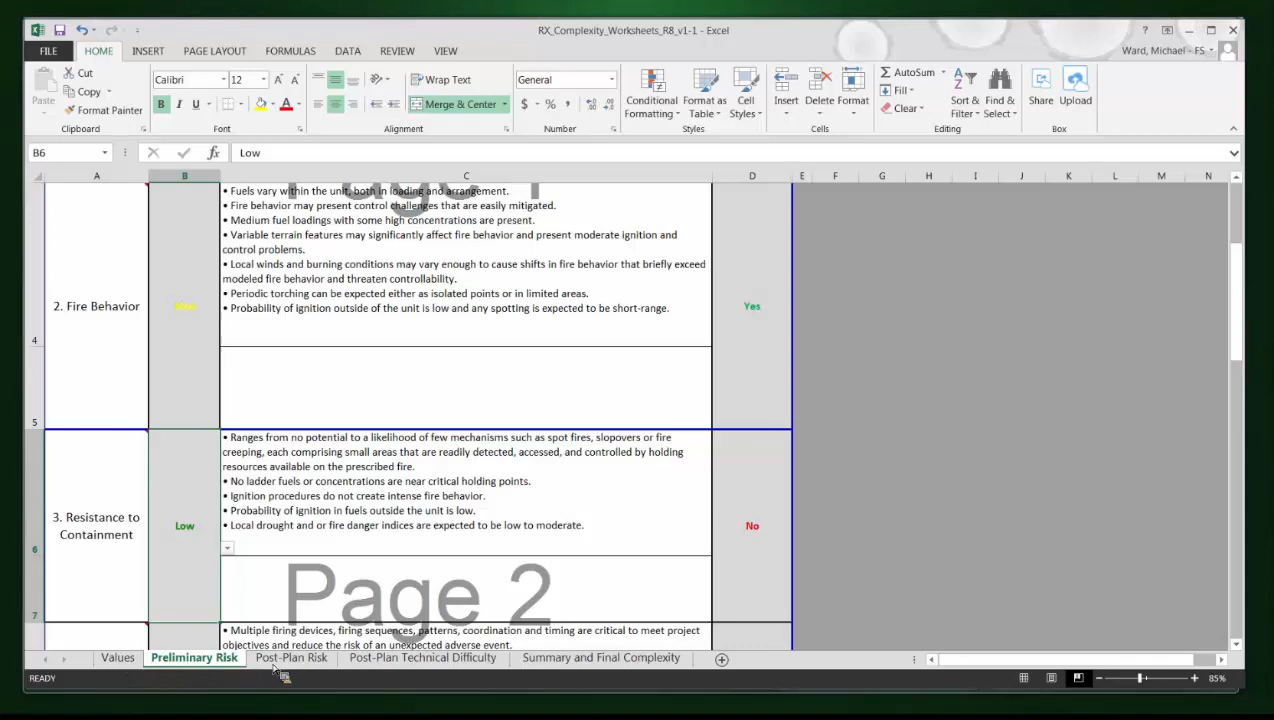 RX_Complexity_Worksheets_R8_v1-1 - Excel
?
FILE HOME INSERT PAGE LAYOUT FORMULAS DATA REVIEW VIEW Ward, Michael - FS
Paste
Cut
Copy
Format Painter
Clipboard
Calibri 12
B I U
Font
Wrap Text
Merge & Center
Alignment
General
$ % ,
Number
Conditional Formatting
Format as Table
Cell Styles
Styles
Insert Delete Format
Cells
AutoSum
Fill
Clear
Sort & Filter
Find & Select
Editing
Share Upload
Box
B6 fx Low
A B C D E F G H I J K L M N
Page 1
• Fuels vary within the unit, both in loading and arrangement.
• Fire behavior may present control challenges that are easily mitigated.
• Medium fuel loadings with some high concentrations are present.
• Variable terrain features may significantly affect fire behavior and present moderate ignition and
control problems.
• Local winds and burning conditions may vary enough to cause shifts in fire behavior that briefly exceed
modeled fire behavior and threaten controllability.
• Periodic torching can be expected either as isolated points or in limited areas.
• Probability of ignition outside of the unit is low and any spotting is expected to be short-range.
2. Fire Behavior
Yes
4
5
• Ranges from no potential to a likelihood of few mechanisms such as spot fires, slopovers or fire
creeping, each comprising small areas that are readily detected, accessed, and controlled by holding
resources available on the prescribed fire.
• No ladder fuels or concentrations are near critical holding points.
• Ignition procedures do not create intense fire behavior.
• Probability of ignition in fuels outside the unit is low.
• Local drought and or fire danger indices are expected to be low to moderate.
3. Resistance to
Containment
Low
No
6
Page 2
7
• Multiple firing devices, firing sequences, patterns, coordination and timing are critical to meet project
objectives and reduce the risk of an unexpected adverse event.
Values Preliminary Risk Post-Plan Risk Post-Plan Technical Difficulty Summary and Final Complexity
READY 85%